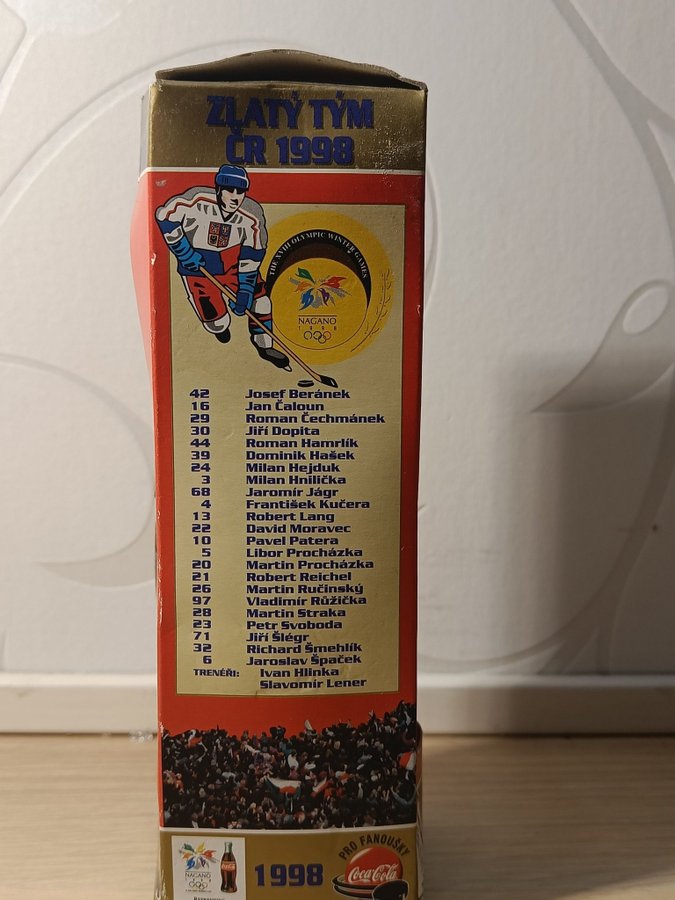 ZLATÝ TÝM
ČR 1998
THE XVIII OLYMPIC WINTER GAMES
NAGANO
1998
42 Josef Beránek
16 Jan Čaloun
29 Roman Čechmánek
30 Jiří Dopita
44 Roman Hamrlík
39 Dominik Hašek
24 Milan Hejduk
3 Milan Hnilička
68 Jaromír Jágr
4 František Kučera
13 Robert Lang
22 David Moravec
10 Pavel Patera
5 Libor Procházka
20 Martin Procházka
21 Robert Reichel
26 Martin Ručinský
97 Vladimír Růžička
28 Martin Straka
23 Petr Svoboda
71 Jiří Šlégr
32 Richard Šmehlík
6 Jaroslav Špaček
TRENÉŘI: Ivan Hlinka
Slavomír Lener
NAGANO
1998
1998
PRO FANOUŠKY
Coca-Cola